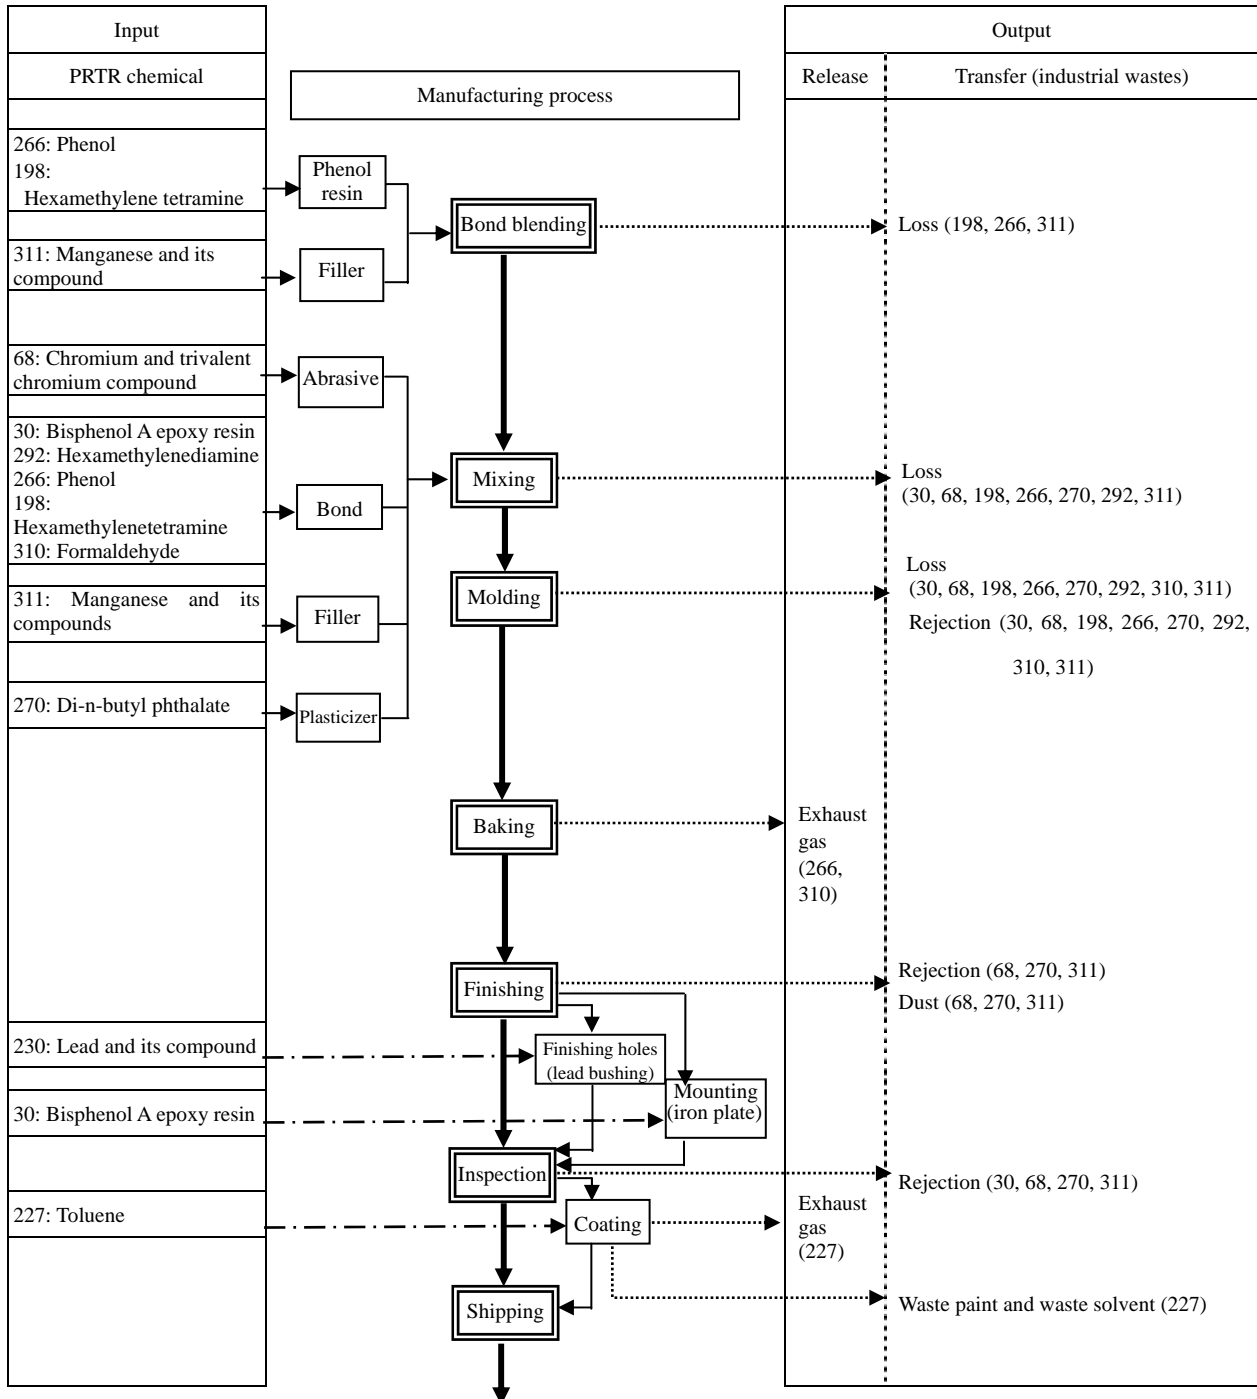 Input
Output
PRTR chemical
Manufacturing process
Release
Transfer (industrial wastes)
266: Phenol
198:
Hexamethylene tetramine
Phenol
resin
Bond blending
Loss (198, 266, 311)
311: Manganese and its
compound
Filler
68: Chromium and trivalent
chromium compound
Abrasive
30: Bisphenol A epoxy resin
292: Hexamethylenediamine
266: Phenol
198:
Hexamethylenetetramine
310: Formaldehyde
Bond
Mixing
Loss
(30, 68, 198, 266, 270, 292, 311)
Molding
Loss
(30, 68, 198, 266, 270, 292, 310, 311)
Rejection (30, 68, 198, 266, 270, 292,
310, 311)
311: Manganese and its
compounds
Filler
270: Di-n-butyl phthalate
Plasticizer
Baking
Exhaust
gas
(266,
310)
Finishing
Rejection (68, 270, 311)
Dust (68, 270, 311)
230: Lead and its compound
Finishing holes
(lead bushing)
30: Bisphenol A epoxy resin
Mounting
(iron plate)
Inspection
Rejection (30, 68, 270, 311)
227: Toluene
Coating
Exhaust
gas
(227)
Shipping
Waste paint and waste solvent (227)